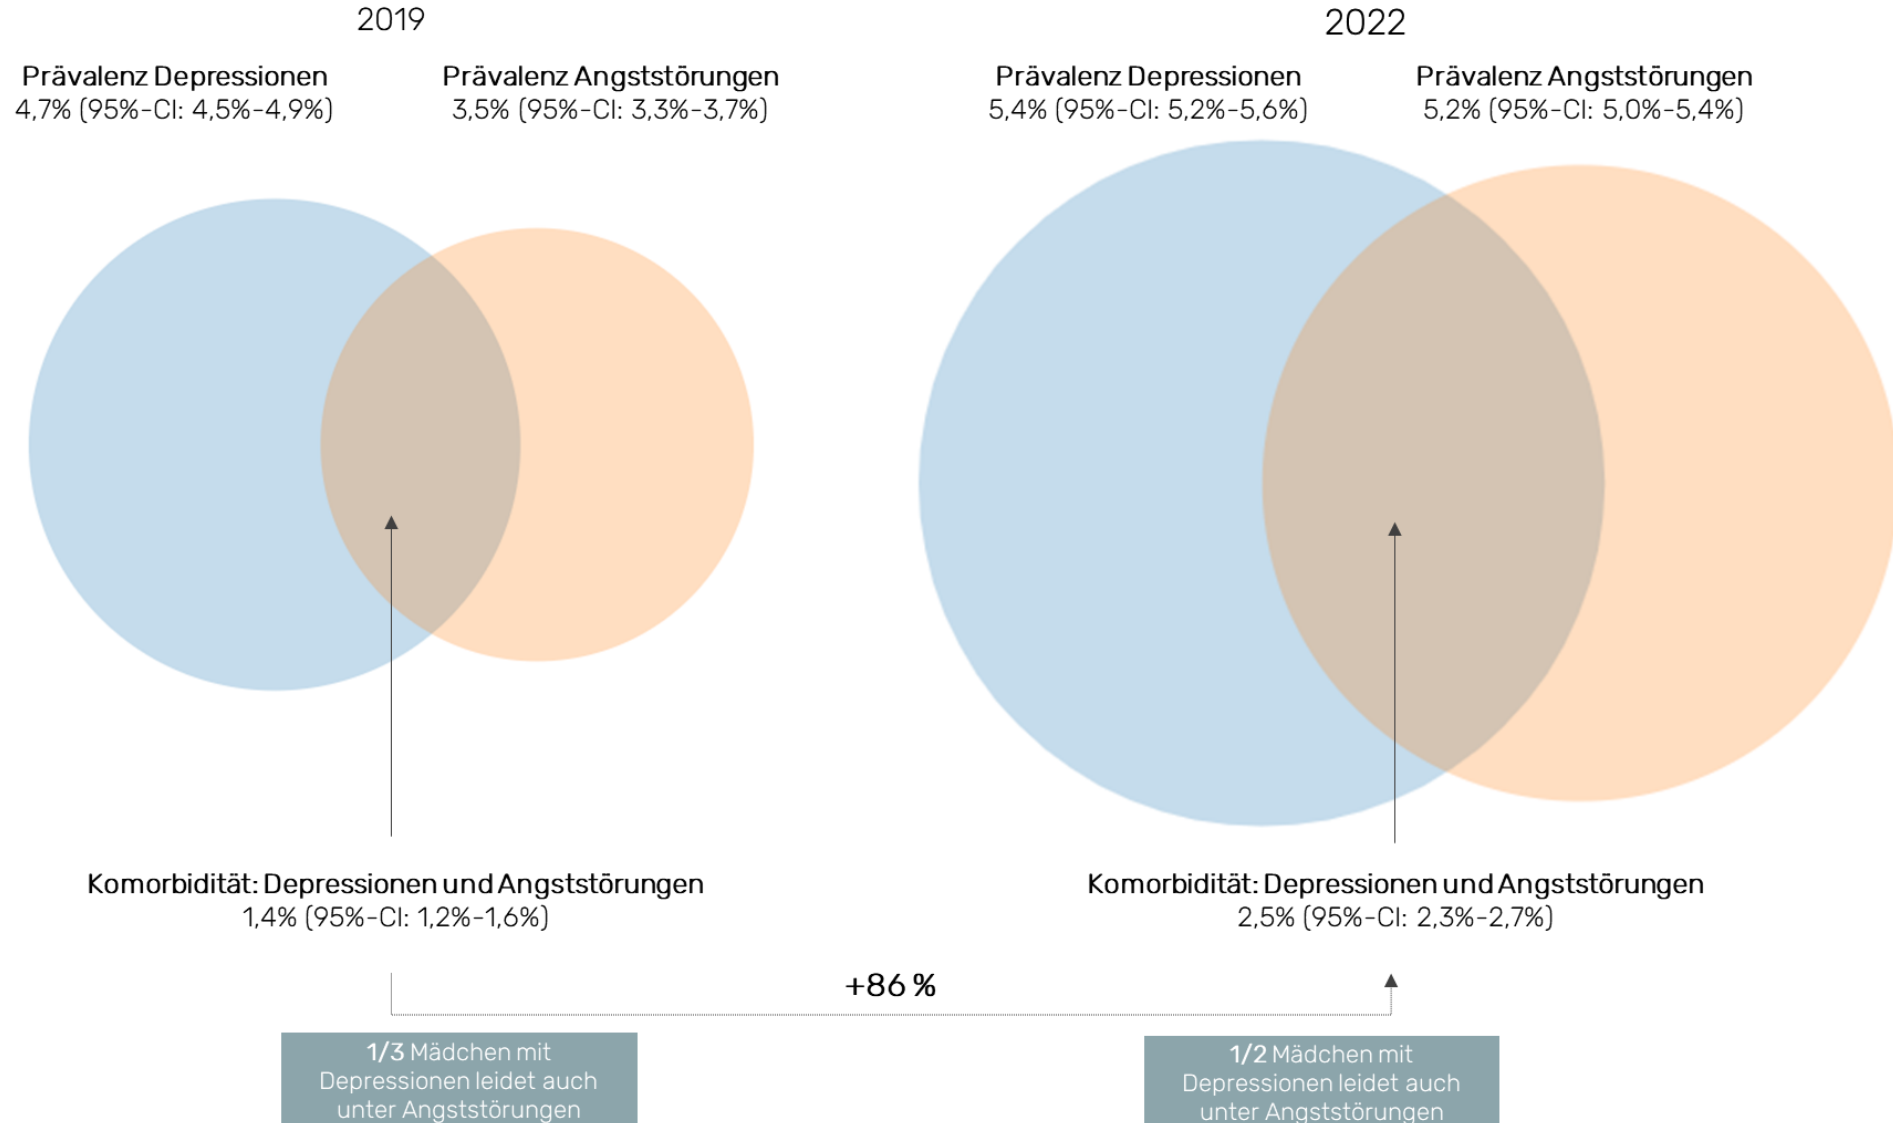 2019
Prävalenz Depressionen
4,7% (95%-CI: 4,5%-4,9%)
Prävalenz Angststörungen
3,5% (95%-CI: 3,3%-3,7%)
Komorbidität: Depressionen und Angststörungen
1,4% (95%-CI: 1,2%-1,6%)
2022
Prävalenz Depressionen
5,4% (95%-CI: 5,2%-5,6%)
Prävalenz Angststörungen
5,2% (95%-CI: 5,0%-5,4%)
Komorbidität: Depressionen und Angststörungen
2,5% (95%-CI: 2,3%-2,7%)
+86 %
1/3 Mädchen mit
Depressionen leidet auch
unter Angststörungen
1/2 Mädchen mit
Depressionen leidet auch
unter Angststörungen